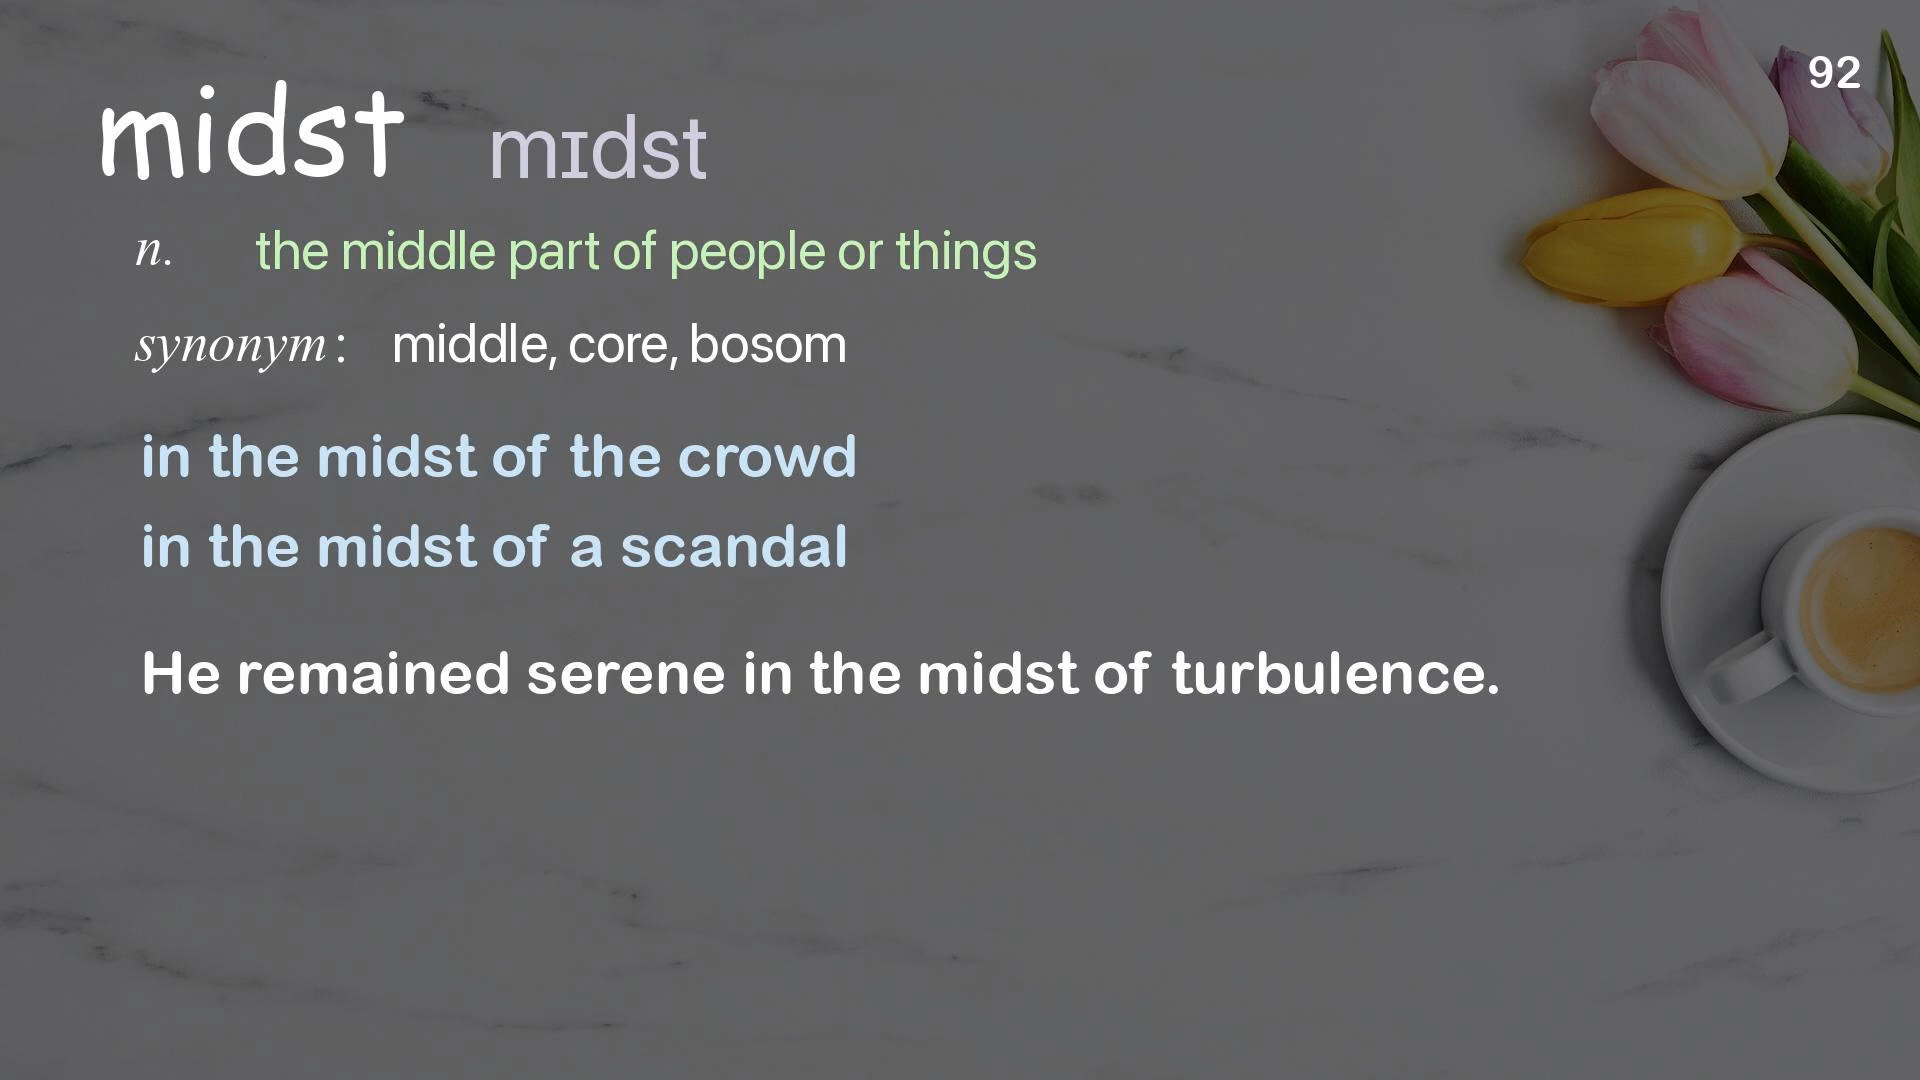 92
midst mɪdst
n. the middle part of people or things
synonym: middle, core, bosom
in the midst of the crowd
in the midst of a scandal
He remained serene in the midst of turbulence.